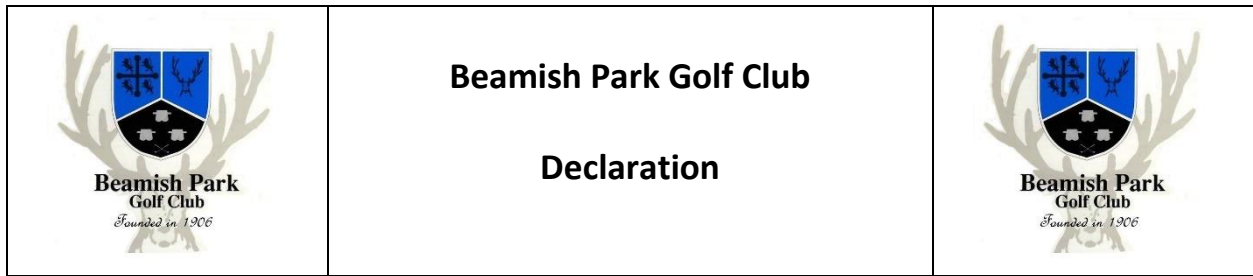 Beamish Park
Golf Club
Founded in 1906
Beamish Park Golf Club
Declaration
Beamish Park
Golf Club
Founded in 1906